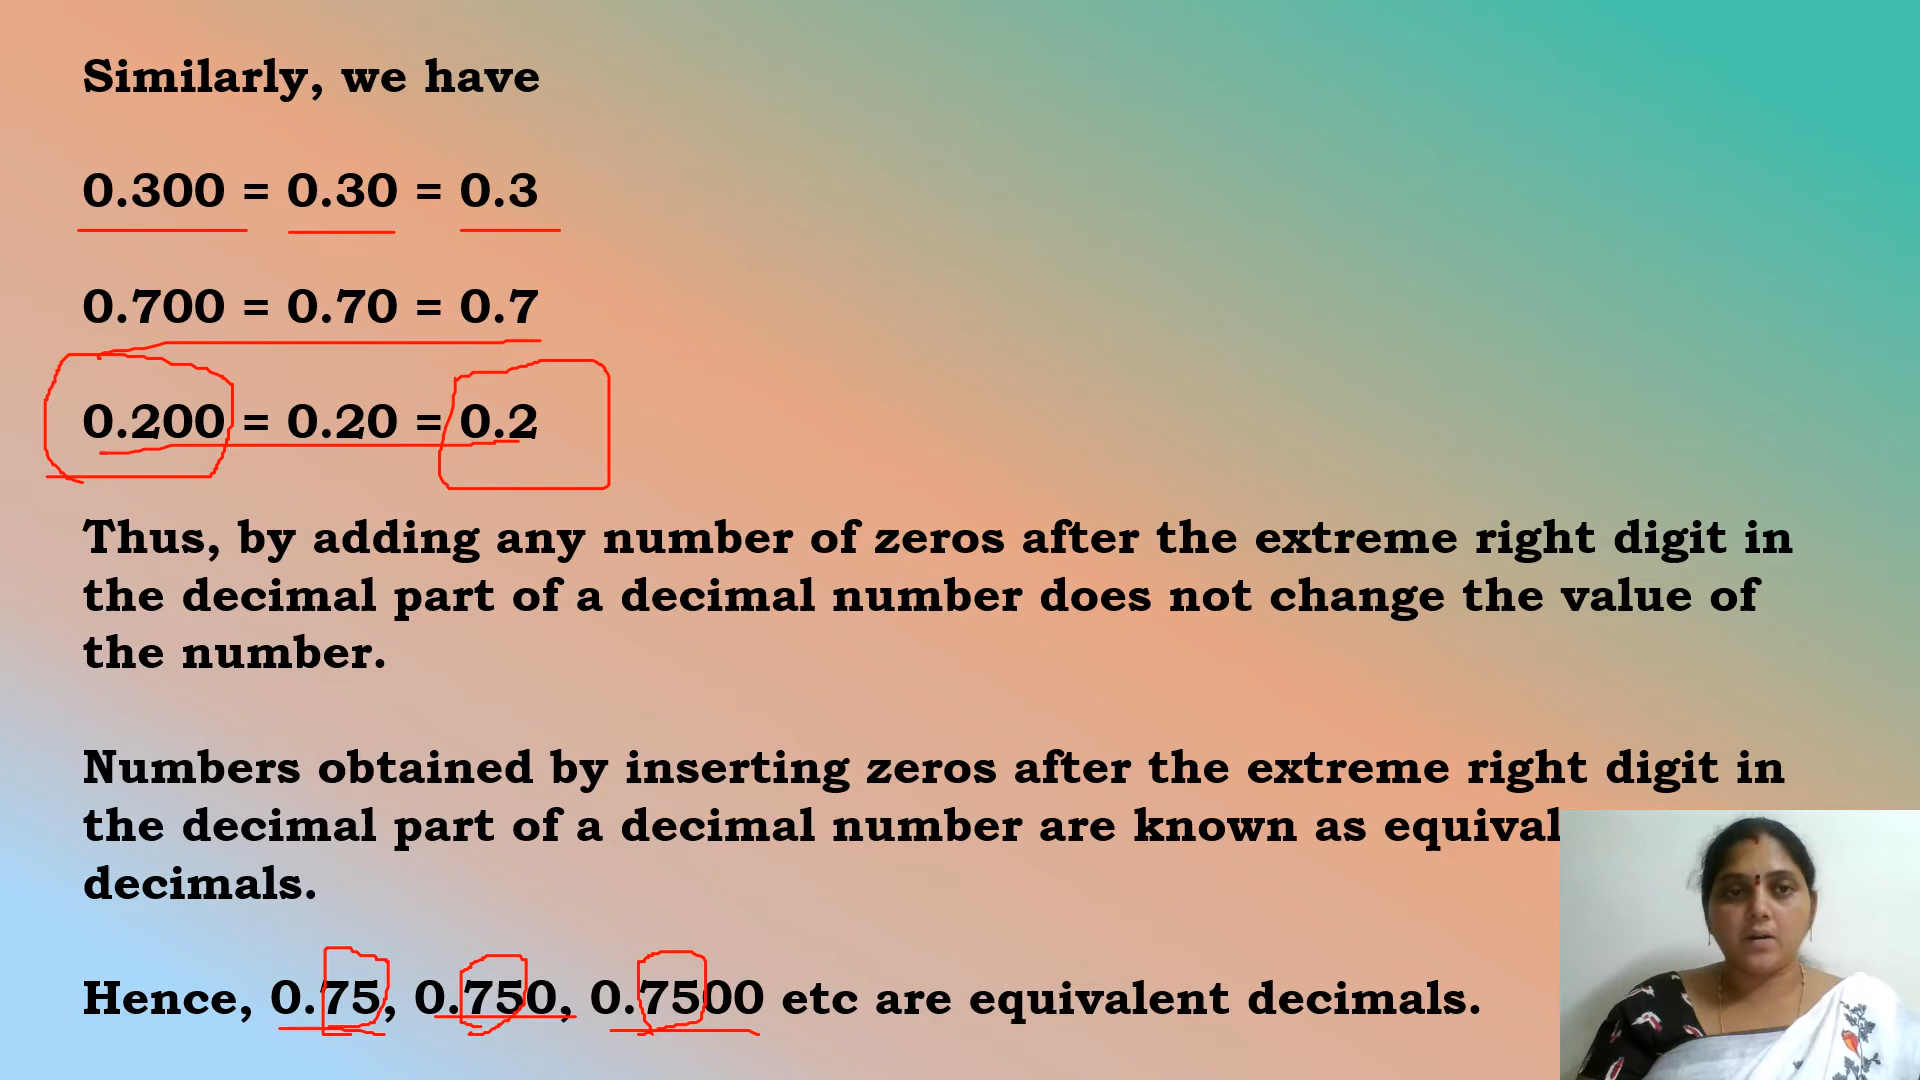 Similarly, we have
0.300 = 0.30 = 0.3
0.700 = 0.70 = 0.7
0.200 = 0.20 = 0.2
Thus, by adding any number of zeros after the extreme right digit in
the decimal part of a decimal number does not change the value of
the number.
Numbers obtained by inserting zeros after the extreme right digit in
the decimal part of a decimal number are known as equival
decimals.
Hence, 0.75, 0.750, 0.7500 etc are equivalent decimals.